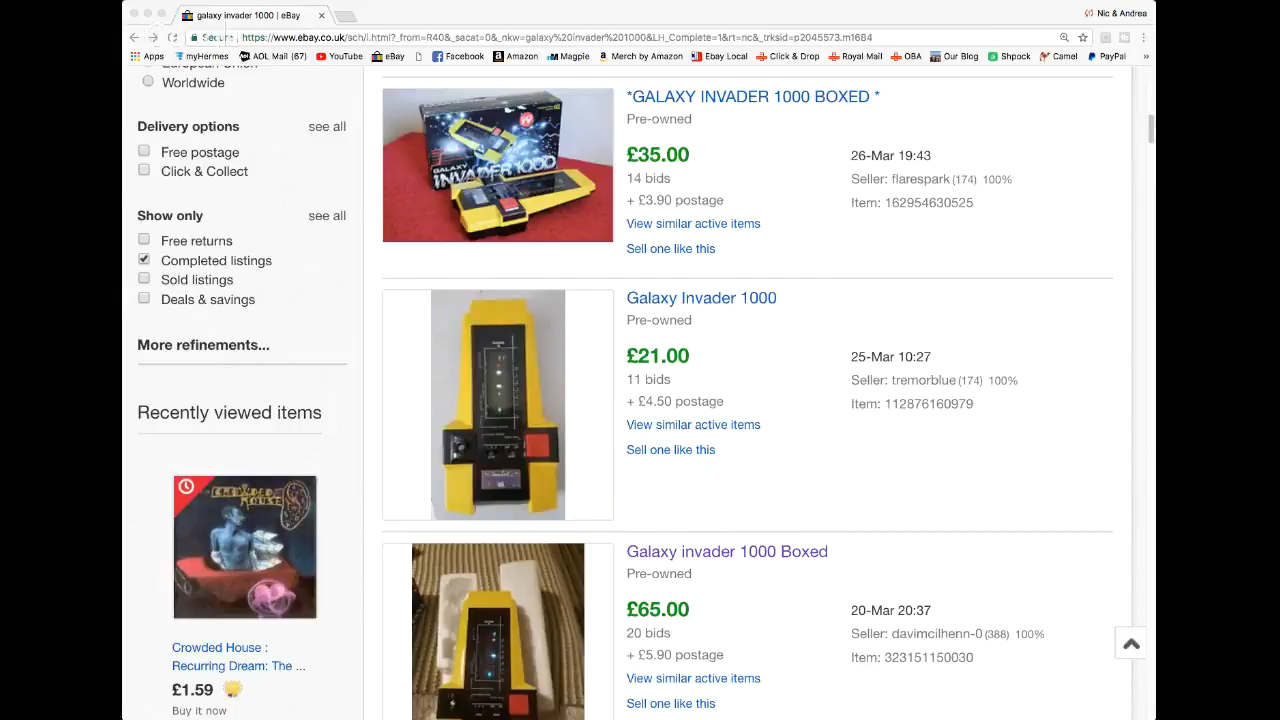 galaxy invader 1000 | eBay
Nic & Andrea
Secure
https://www.ebay.co.uk/sch/i.html?_from=R40&_sacat=0&_nkw=galaxy%20invader%201000&LH_Complete=1&rt=nc&_trksid=p2045573.m1684
Apps myHermes AOL Mail (67) YouTube eBay Facebook Amazon Magpie Merch by Amazon Ebay Local Click & Drop Royal Mail OBA Our Blog Shpock Camel PayPal »
European Union
Worldwide
Delivery options see all
Free postage
Click & Collect
Show only see all
Free returns
Completed listings
Sold listings
Deals & savings
More refinements...
Recently viewed items
CROWDED HOUSE
Crowded House :
Recurring Dream: The ...
£1.59
Buy it now
GALAXY
INVADER 1000
*GALAXY INVADER 1000 BOXED *
Pre-owned
£35.00
14 bids
+ £3.90 postage
View similar active items
Sell one like this
26-Mar 19:43
Seller: flarespark (174) 100%
Item: 162954630525
Galaxy Invader 1000
Pre-owned
£21.00
11 bids
+ £4.50 postage
View similar active items
Sell one like this
25-Mar 10:27
Seller: tremorblue (174) 100%
Item: 112876160979
Galaxy invader 1000 Boxed
Pre-owned
£65.00
20 bids
+ £5.90 postage
View similar active items
Sell one like this
20-Mar 20:37
Seller: davimcilhenn-0 (388) 100%
Item: 323151150030